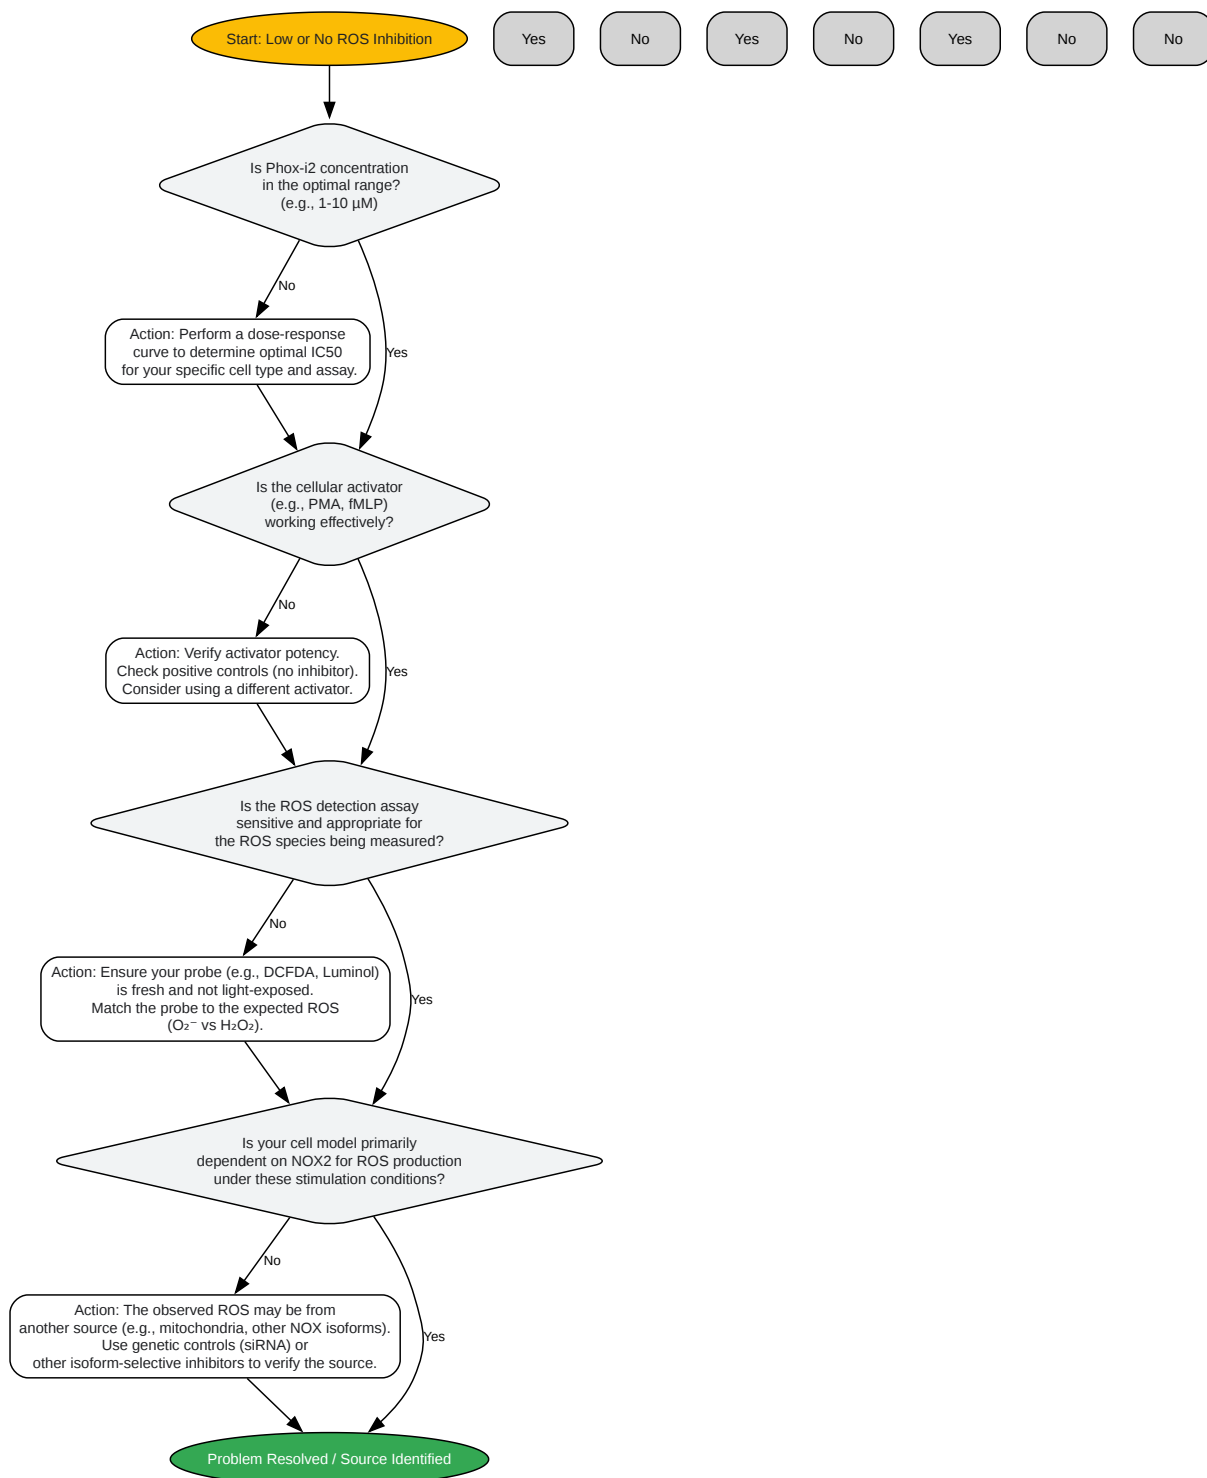 Start: Low or No ROS Inhibition
Yes
No
Yes
No
Yes
No
No
Is Phox-i2 concentration
in the optimal range?
(e.g., 1-10 µM)
No
Yes
Action: Perform a dose-response
curve to determine optimal IC50
for your specific cell type and assay.
Is the cellular activator
(e.g., PMA, fMLP)
working effectively?
No
Yes
Action: Verify activator potency.
Check positive controls (no inhibitor).
Consider using a different activator.
Is the ROS detection assay
sensitive and appropriate for
the ROS species being measured?
No
Yes
Action: Ensure your probe (e.g., DCFDA, Luminol)
is fresh and not light-exposed.
Match the probe to the expected ROS
(O₂⁻ vs H₂O₂).
Is your cell model primarily
dependent on NOX2 for ROS production
under these stimulation conditions?
No
Yes
Action: The observed ROS may be from
another source (e.g., mitochondria, other NOX isoforms).
Use genetic controls (siRNA) or
other isoform-selective inhibitors to verify the source.
Problem Resolved / Source Identified